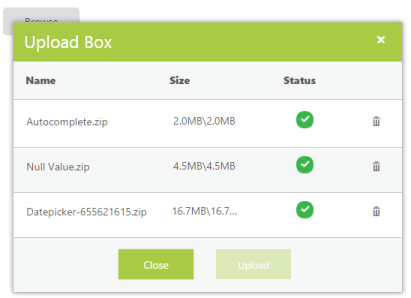 Browse
Upload Box ×
Name Size Status
Autocomplete.zip 2.0MB\2.0MB
Null Value.zip 4.5MB\4.5MB
Datepicker-655621615.zip 16.7MB\16.7...
Close Upload